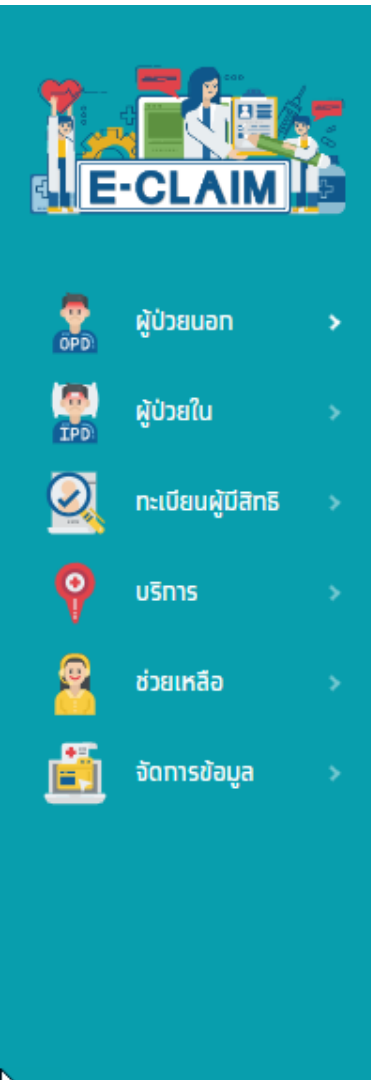 E-CLAIM
OPD
ผู้ป่วยนอก
IPD
ผู้ป่วยใน
ทะเบียนผู้มีสิทธิ
บริการ
ช่วยเหลือ
จัดการข้อมูล